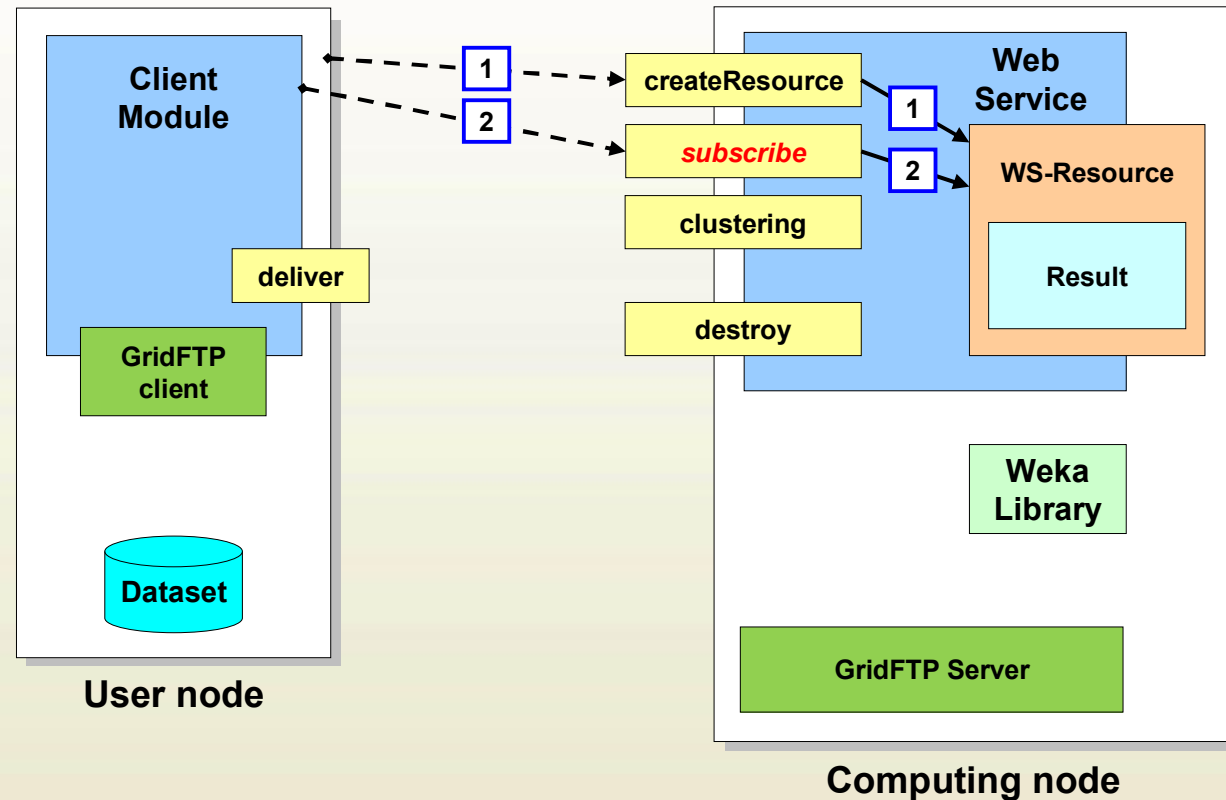 Client
Module
deliver
GridFTP
client
Dataset
User node
1
2
createResource
subscribe
clustering
destroy
Web
Service
1
2
WS-Resource
Result
Weka
Library
GridFTP Server
Computing node